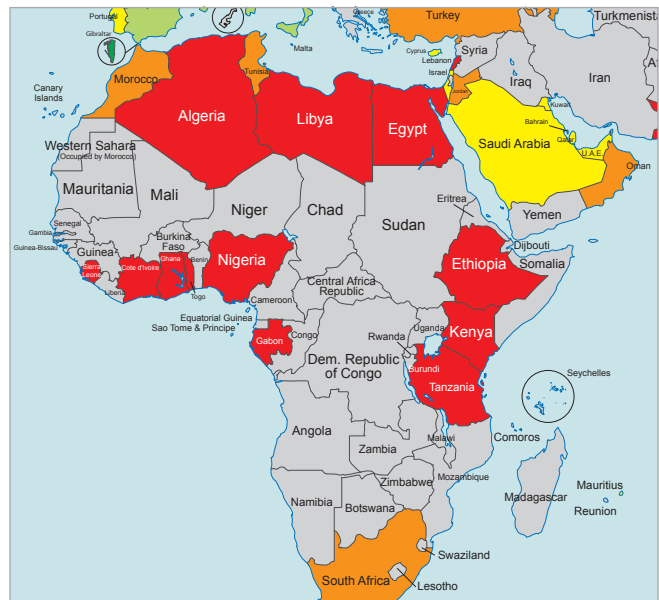 Portugal
Gibraltar
Greece
Turkey
Turkmenist
Malta
Cyprus
Lebanon
Syria
Israel
Jordan
Iraq
Iran
Af
Morocco
Tunisia
Canary
Islands
Algeria
Libya
Egypt
Kuwait
Bahrain
Qatar
Saudi Arabia
U.A.E.
Oman
Western Sahara
(Occupied by Morocco)
Mauritania
Mali
Niger
Chad
Sudan
Eritrea
Yemen
Senegal
Gambia
Guinea-Bissau
Guinea
Burkina
Faso
Djibouti
Somalia
Sierra
Leone
Liberia
Cote d'Ivoire
Ghana
Togo
Benin
Nigeria
Ethiopia
Cameroon
Central Africa
Republic
Equatorial Guinea
Sao Tome & Principe
Gabon
Congo
Uganda
Kenya
Rwanda
Burundi
Dem. Republic
of Congo
Tanzania
Seychelles
Angola
Zambia
Malawi
Comoros
Mozambique
Zimbabwe
Madagascar
Mauritius
Reunion
Namibia
Botswana
Swaziland
South Africa
Lesotho